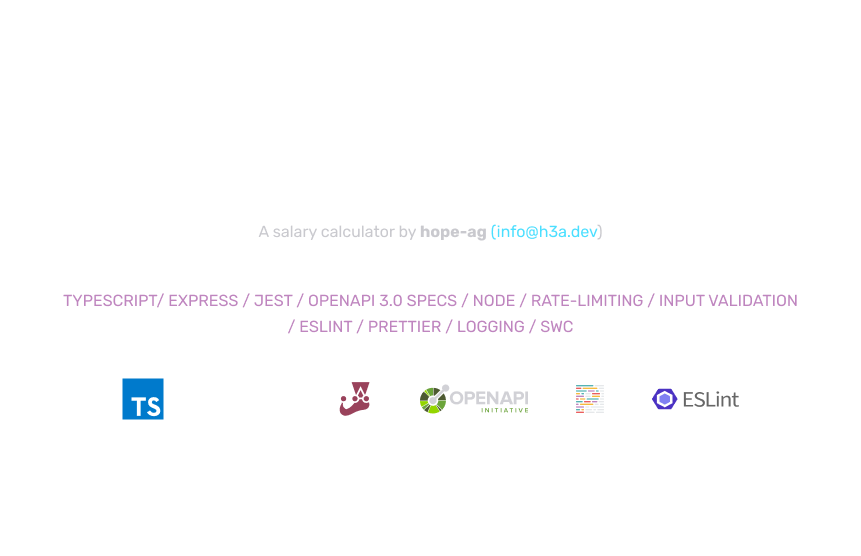 A salary calculator by hope-ag (info@h3a.dev)
TYPESCRIPT/ EXPRESS / JEST / OPENAPI 3.0 SPECS / NODE / RATE-LIMITING / INPUT VALIDATION
/ ESLINT / PRETTIER / LOGGING / SWC
TS
OPENAPI
INITIATIVE
ESLint